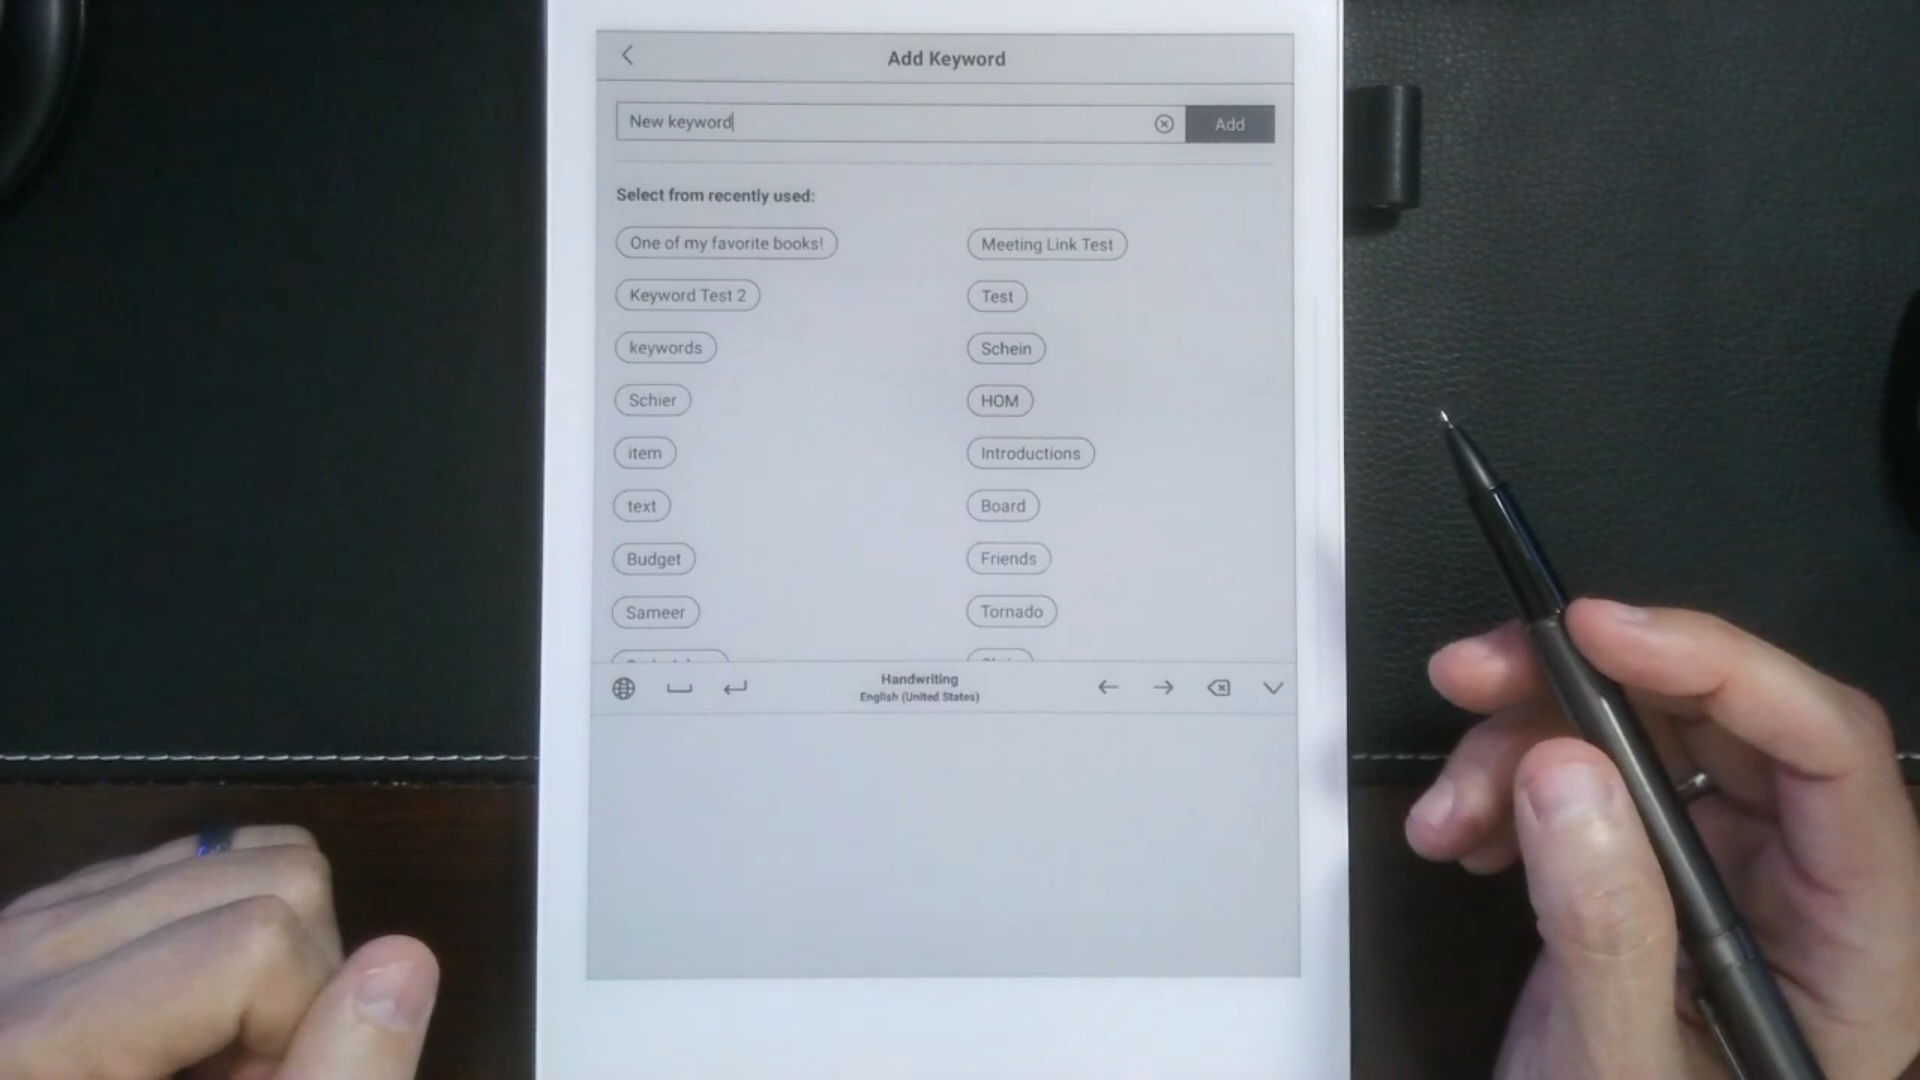 Add Keyword
New keyword
Add
Select from recently used:
One of my favorite books!
Meeting Link Test
Keyword Test 2
Test
keywords
Schein
Schier
HOM
item
Introductions
text
Board
Budget
Friends
Sameer
Tornado
Handwriting
English (United States)